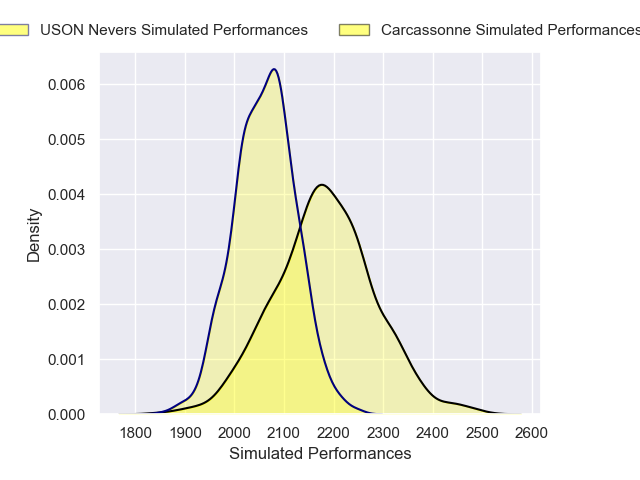 USON Nevers Simulated Performances Carcassonne Simulated Performances
0.006
0.005
0.004
0.003
0.002
0.001
0.000
Density
1800 1900 2000 2100 2200 2300 2400 2500 2600
Simulated Performances